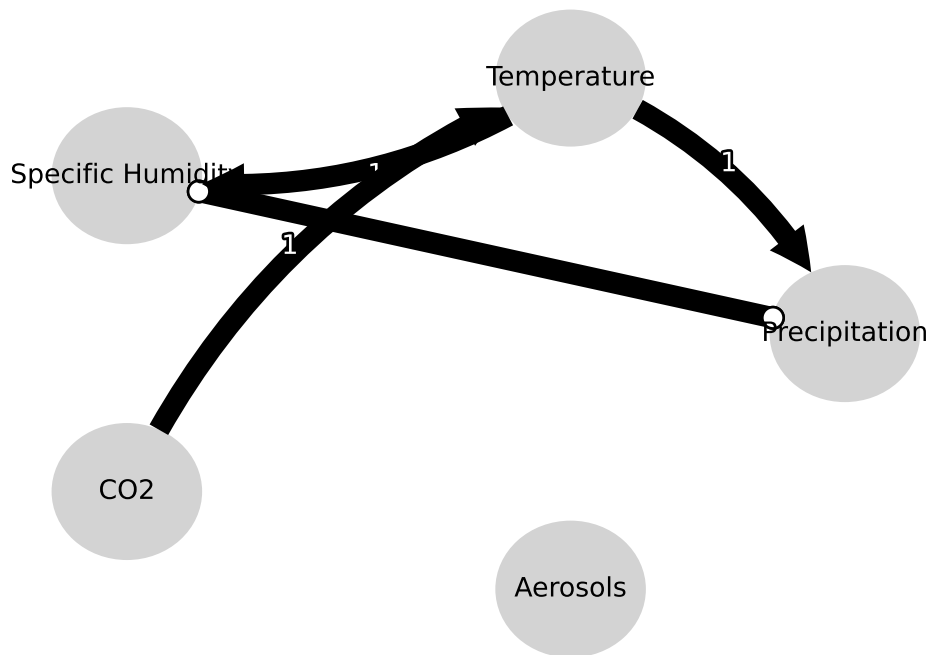 Temperature
1
Specific Humidity
1
1
Precipitation
CO2
Aerosols